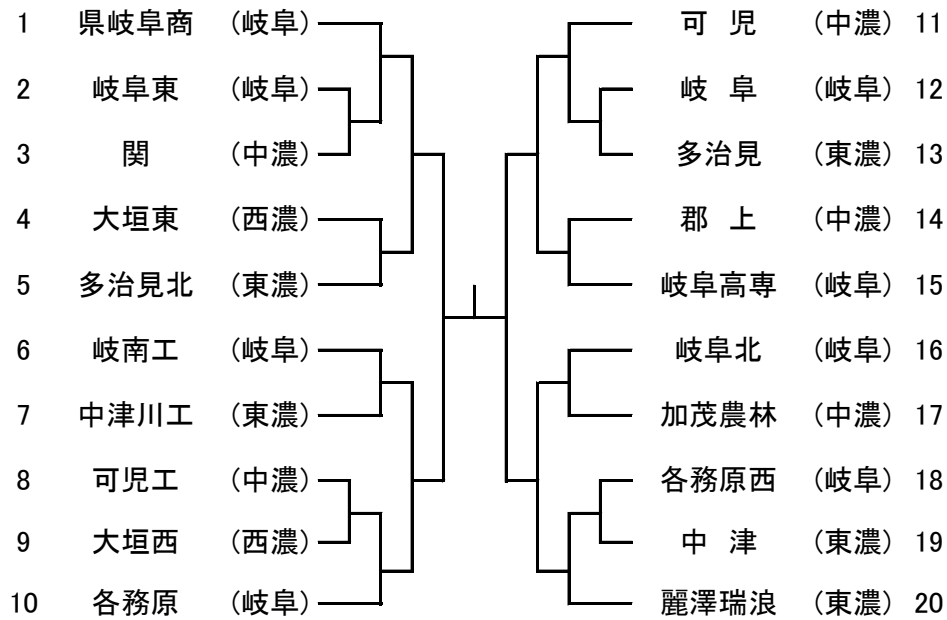 1 県岐阜商 (岐阜) 可 児 (中濃) 11
2 岐阜東 (岐阜) 岐 阜 (岐阜) 12
3 関 (中濃) 多治見 (東濃) 13
4 大垣東 (西濃) 郡 上 (中濃) 14
5 多治見北 (東濃) 岐阜高専 (岐阜) 15
6 岐南工 (岐阜) 岐阜北 (岐阜) 16
7 中津川工 (東濃) 加茂農林 (中濃) 17
8 可児工 (中濃) 各務原西 (岐阜) 18
9 大垣西 (西濃) 中 津 (東濃) 19
10 各務原 (岐阜) 麗澤瑞浪 (東濃) 20